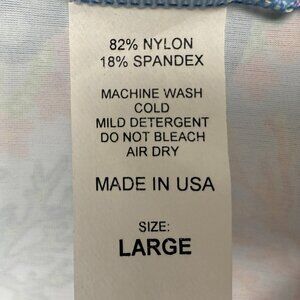 82% NYLON
18% SPANDEX
MACHINE WASH
COLD
MILD DETERGENT
DO NOT BLEACH
AIR DRY
MADE IN USA
SIZE:
LARGE